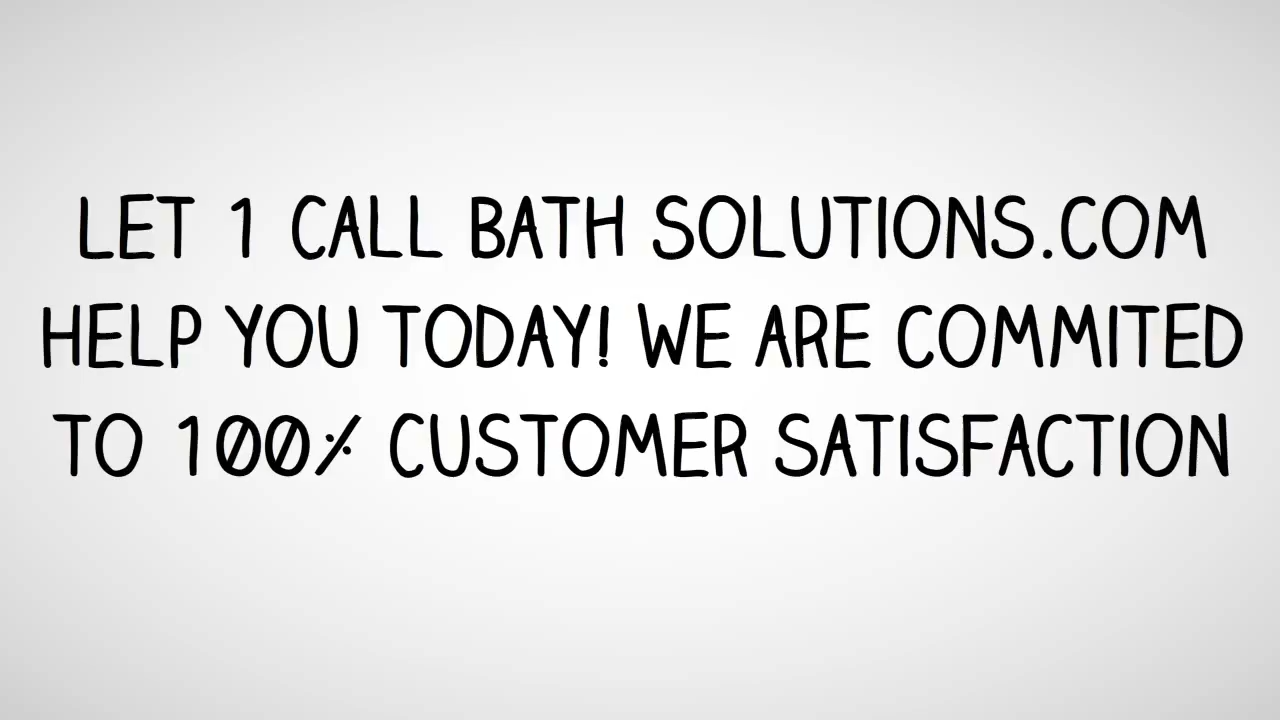 LET 1 CALL BATH SOLUTIONS.COM
HELP YOU TODAY! WE ARE COMMITED
TO 100% CUSTOMER SATISFACTION